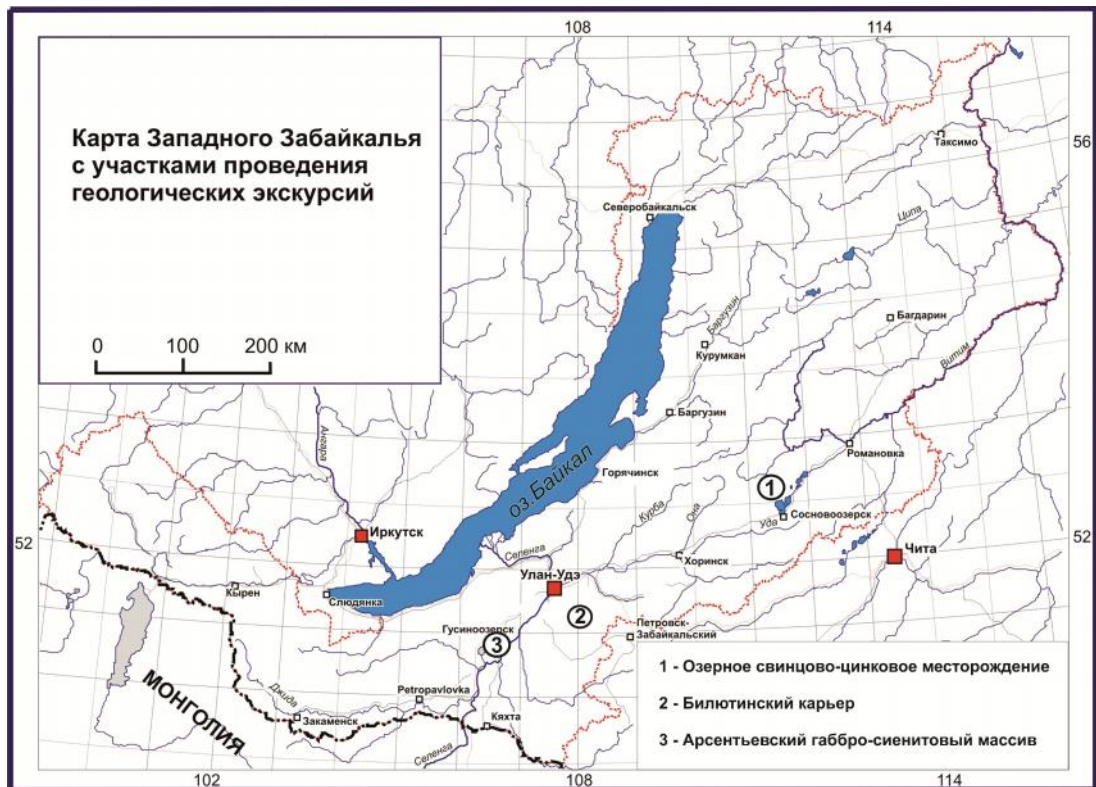 108
114
Карта Западного Забайкалья
с участками проведения
геологических экскурсий
0 100 200 км
56
Таксимо
Северобайкальск
Ципа
Баргузин
Багдарин
Курумкан
Витим
Баргузин
Ангара
Романовка
оз.Байкал
Горячинск
1
Курба
Она
Уда
Сосновоозерск
52
Иркутск
52
Селенга
Хоринск
Чита
Улан-Удэ
Кырен
Слюдянка
2
Гусиноозерск
3
Петровск-
Забайкальский
МОНГОЛИЯ
Джида
Petropavlovka
Закаменск
Кяхта
Селенга
1 - Озерное свинцово-цинковое месторождение
2 - Билютинский карьер
3 - Арсентьевский габбро-сиенитовый массив
102
108
114